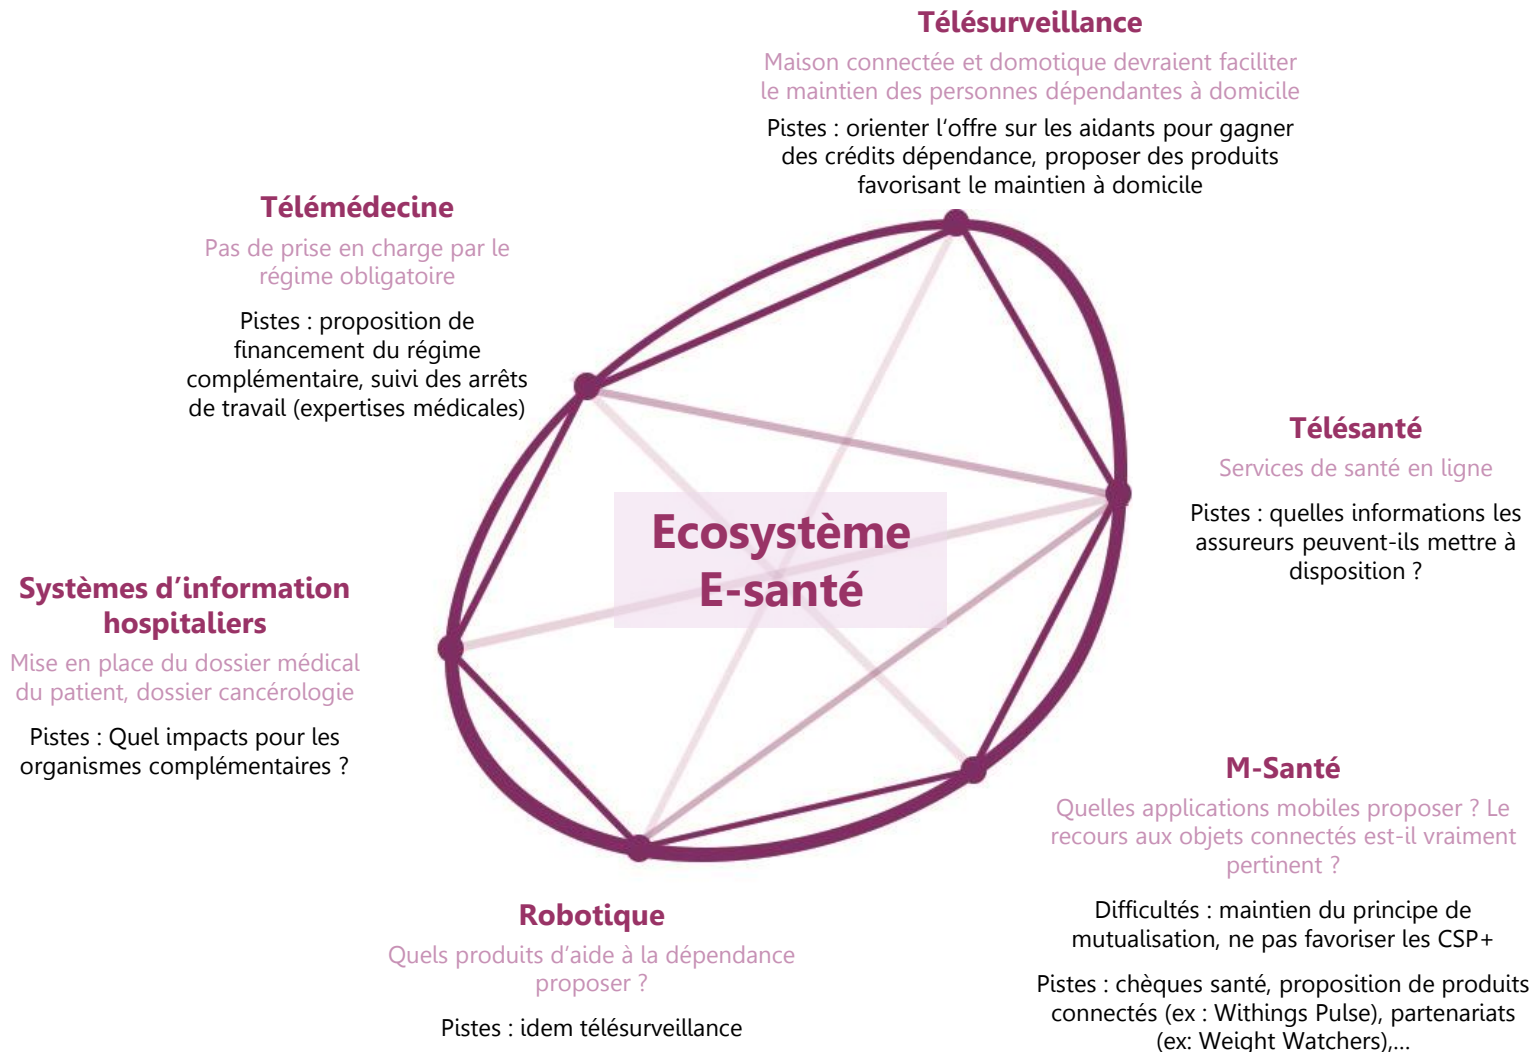 Télésurveillance
Maison connectée et domotique devraient faciliter
le maintien des personnes dépendantes à domicile
Pistes : orienter l‘offre sur les aidants pour gagner
des crédits dépendance, proposer des produits
favorisant le maintien à domicile
Télémédecine
Pas de prise en charge par le
régime obligatoire
Pistes : proposition de
financement du régime
complémentaire, suivi des arrêts
de travail (expertises médicales)
Télésanté
Services de santé en ligne
Pistes : quelles informations les
assureurs peuvent-ils mettre à
disposition ?
Ecosystème
E-santé
Systèmes d’information
hospitaliers
Mise en place du dossier médical
du patient, dossier cancérologie
Pistes : Quel impacts pour les
organismes complémentaires ?
M-Santé
Quelles applications mobiles proposer ? Le
recours aux objets connectés est-il vraiment
pertinent ?
Difficultés : maintien du principe de
mutualisation, ne pas favoriser les CSP+
Pistes : chèques santé, proposition de produits
connectés (ex : Withings Pulse), partenariats
(ex: Weight Watchers),…
Robotique
Quels produits d’aide à la dépendance
proposer ?
Pistes : idem télésurveillance